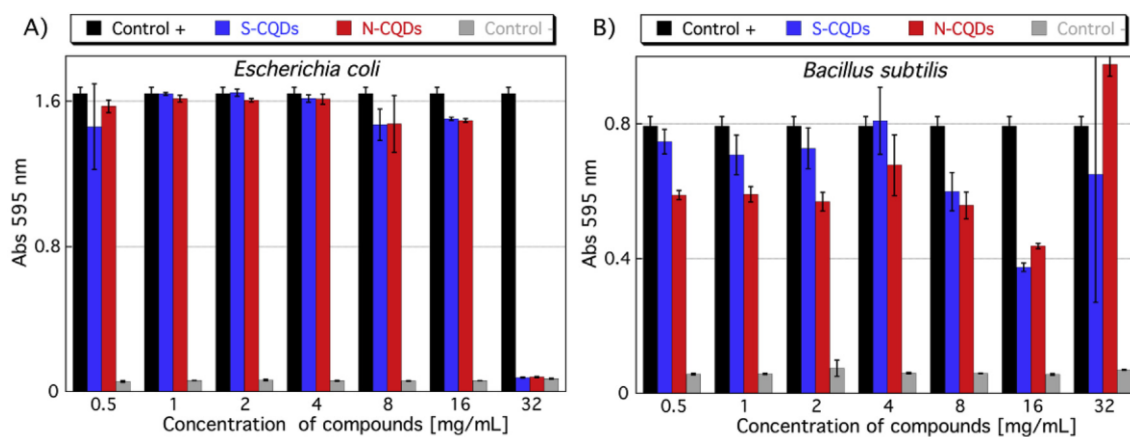 A)
Control + S-CQDs N-CQDs Control -
Escherichia coli
1.6
0.8
0
Abs 595 nm
0.5 1 2 4 8 16 32
Concentration of compounds [mg/mL]
B)
Control + S-CQDs N-CQDs Control -
Bacillus subtilis
0.8
0.4
0
Abs 595 nm
0.5 1 2 4 8 16 32
Concentration of compounds [mg/mL]